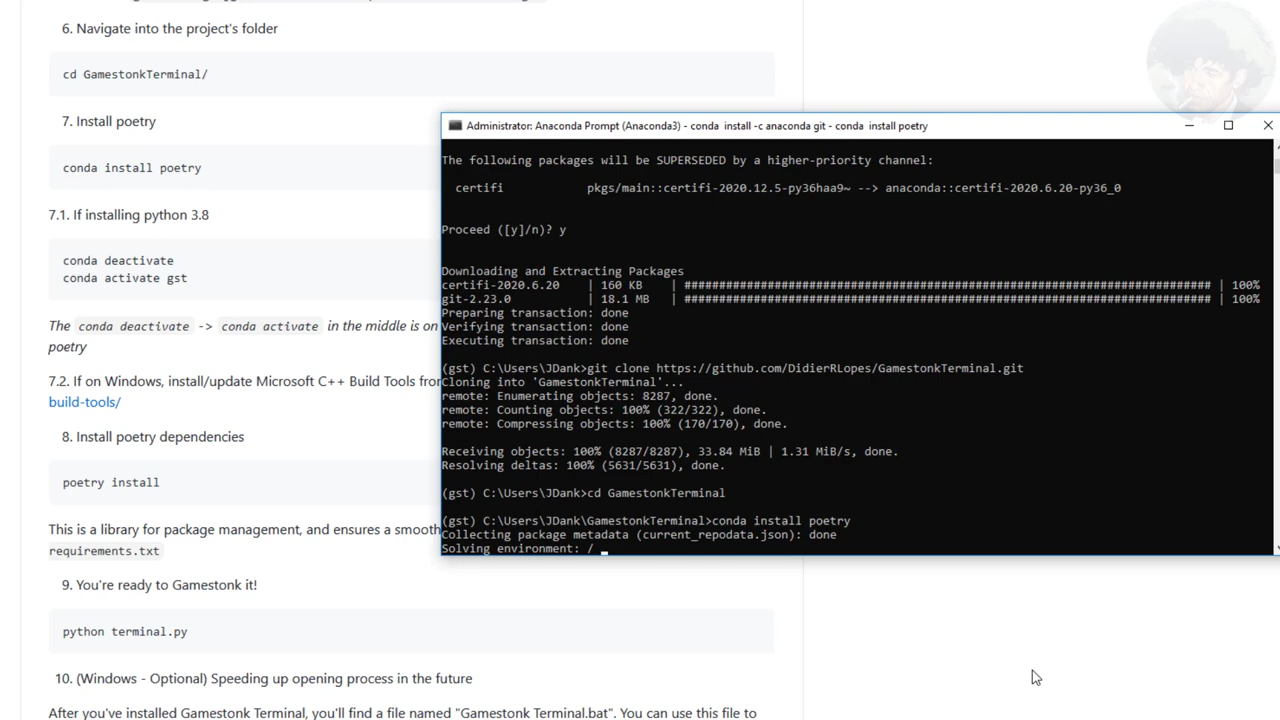 6. Navigate into the project's folder
cd GamestonkTerminal/
7. Install poetry
conda install poetry
7.1. If installing python 3.8
conda deactivate
conda activate gst
The conda deactivate -> conda activate in the middle is on
poetry
7.2. If on Windows, install/update Microsoft C++ Build Tools from
build-tools/
8. Install poetry dependencies
poetry install
This is a library for package management, and ensures a smooth
requirements.txt
9. You're ready to Gamestonk it!
python terminal.py
10. (Windows - Optional) Speeding up opening process in the future
After you've installed Gamestonk Terminal, you'll find a file named "Gamestonk Terminal.bat". You can use this file to
Administrator: Anaconda Prompt (Anaconda3) - conda install -c anaconda git - conda install poetry
The following packages will be SUPERSEDED by a higher-priority channel:
certifi pkgs/main::certifi-2020.12.5-py36haa9~ --> anaconda::certifi-2020.6.20-py36_0
Proceed ([y]/n)? y
Downloading and Extracting Packages
certifi-2020.6.20 | 160 KB | ############################################################################ | 100%
git-2.23.0 | 18.1 MB | ############################################################################ | 100%
Preparing transaction: done
Verifying transaction: done
Executing transaction: done
(gst) C:\Users\JDank>git clone https://github.com/DidierRLopes/GamestonkTerminal.git
Cloning into 'GamestonkTerminal'...
remote: Enumerating objects: 8287, done.
remote: Counting objects: 100% (322/322), done.
remote: Compressing objects: 100% (170/170), done.
Receiving objects: 100% (8287/8287), 33.84 MiB | 1.31 MiB/s, done.
Resolving deltas: 100% (5631/5631), done.
(gst) C:\Users\JDank>cd GamestonkTerminal
(gst) C:\Users\JDank\GamestonkTerminal>conda install poetry
Collecting package metadata (current_repodata.json): done
Solving environment: / _